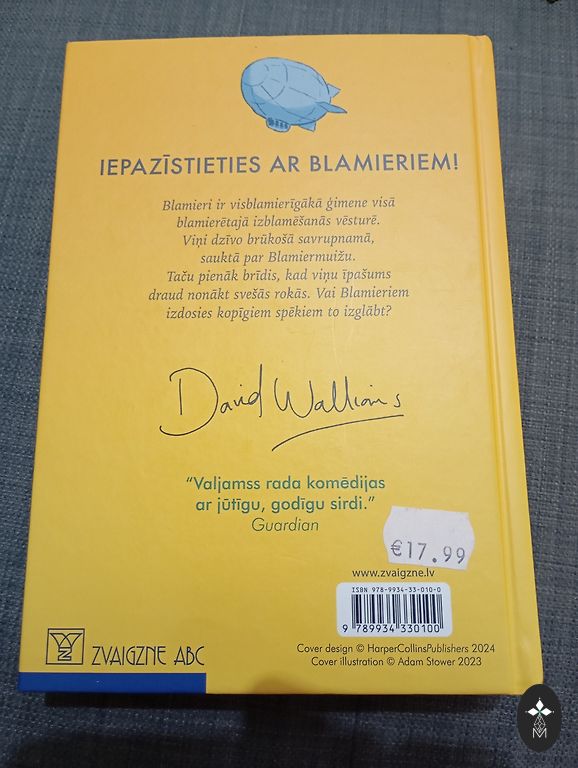 IEPAZĪSTIETIES AR BLAMIERIEM!
Blamieri ir visblamierīgākā ģimene visā
blamierētajā izblamēšanās vēsturē.
Viņi dzīvo brūkošā savrupnamā,
sauktā par Blamiermuižu.
Taču pienāk brīdis, kad viņu īpašums
draud nonākt svešās rokās. Vai Blamieriem
izdosies kopīgiem spēkiem to izglābt?
David Walliams
“Valjamss rada komēdijas
ar jūtīgu, godīgu sirdi.”
Guardian
€17.99
www.zvaigzne.lv
ISBN 978-9934-33-010-0
9 789934 330100
ZVAIGZNE ABC
Cover design © HarperCollinsPublishers 2024
Cover illustration © Adam Stower 2023
M